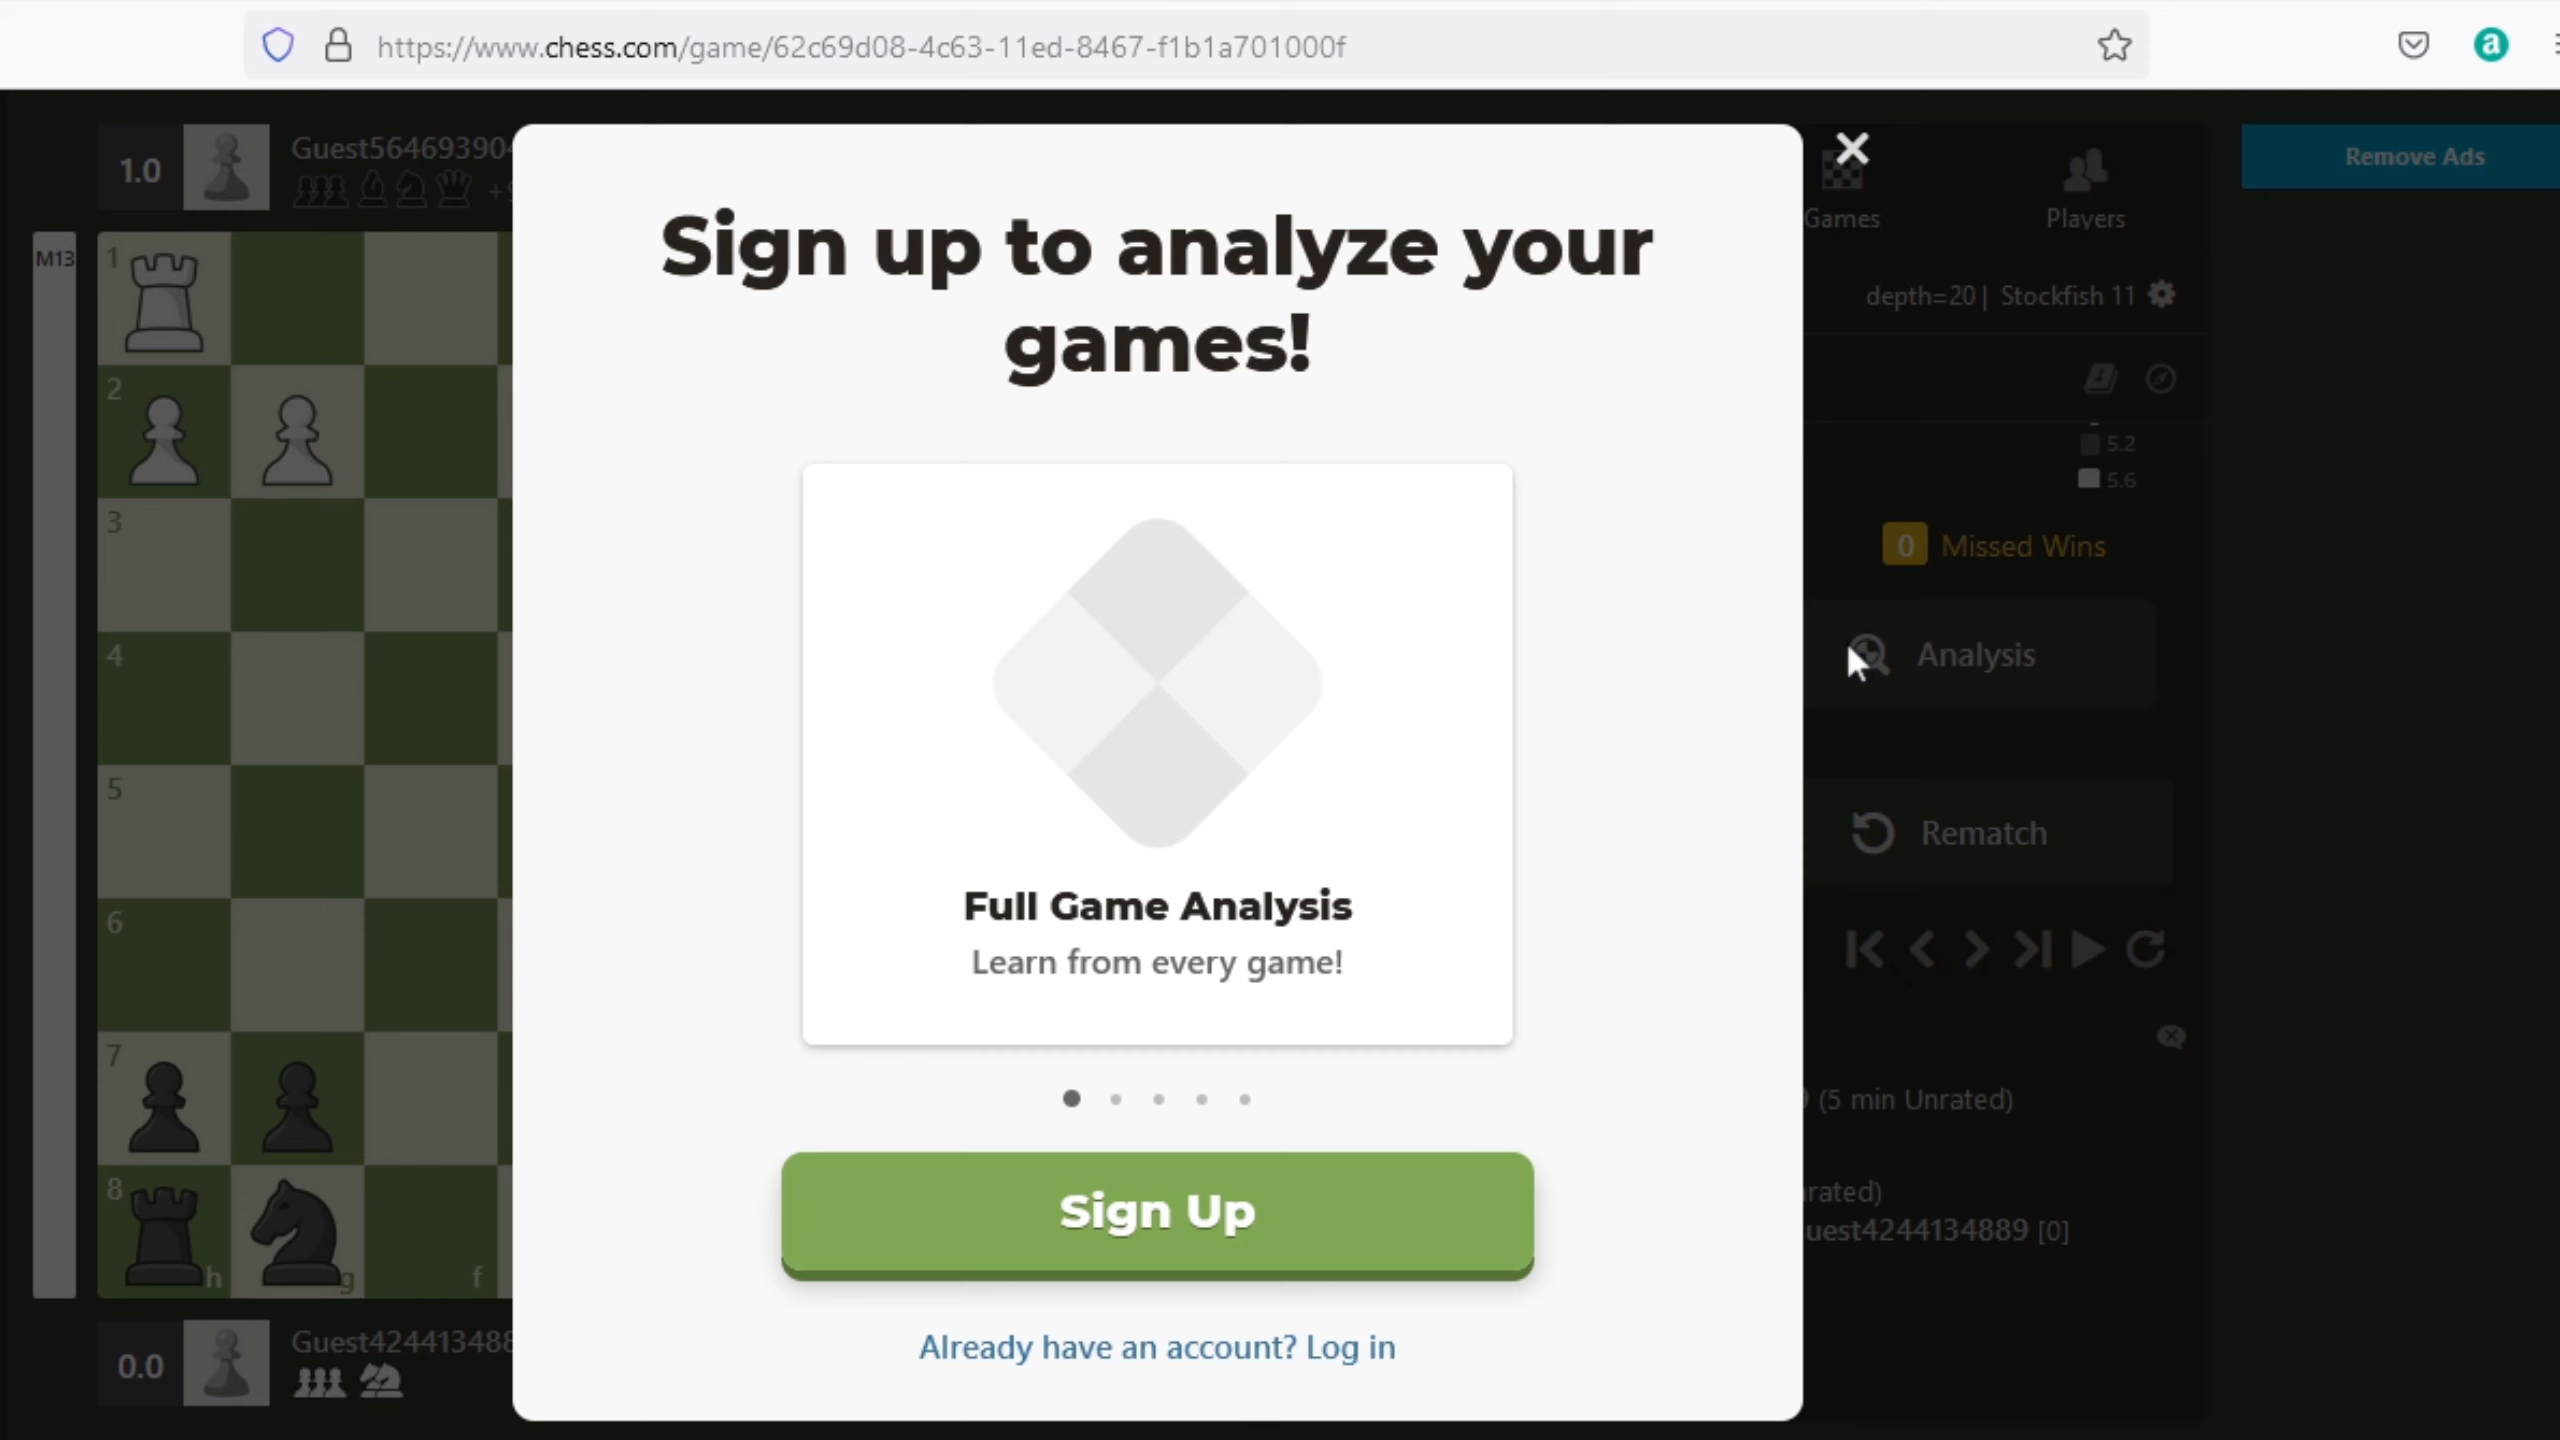 https://www.chess.com/game/62c69d08-4c63-11ed-8467-f1b1a701000f
1.0
Guest564693904
Remove Ads
Games
Players
M13
depth=20 | Stockfish 11
Sign up to analyze your
games!
5.2
5.6
0 Missed Wins
Analysis
Rematch
Full Game Analysis
Learn from every game!
(5 min Unrated)
rated)
uest4244134889 [0]
Sign Up
Already have an account? Log in
1
2
3
4
5
6
7
8
h
g
f
0.0
Guest424413488